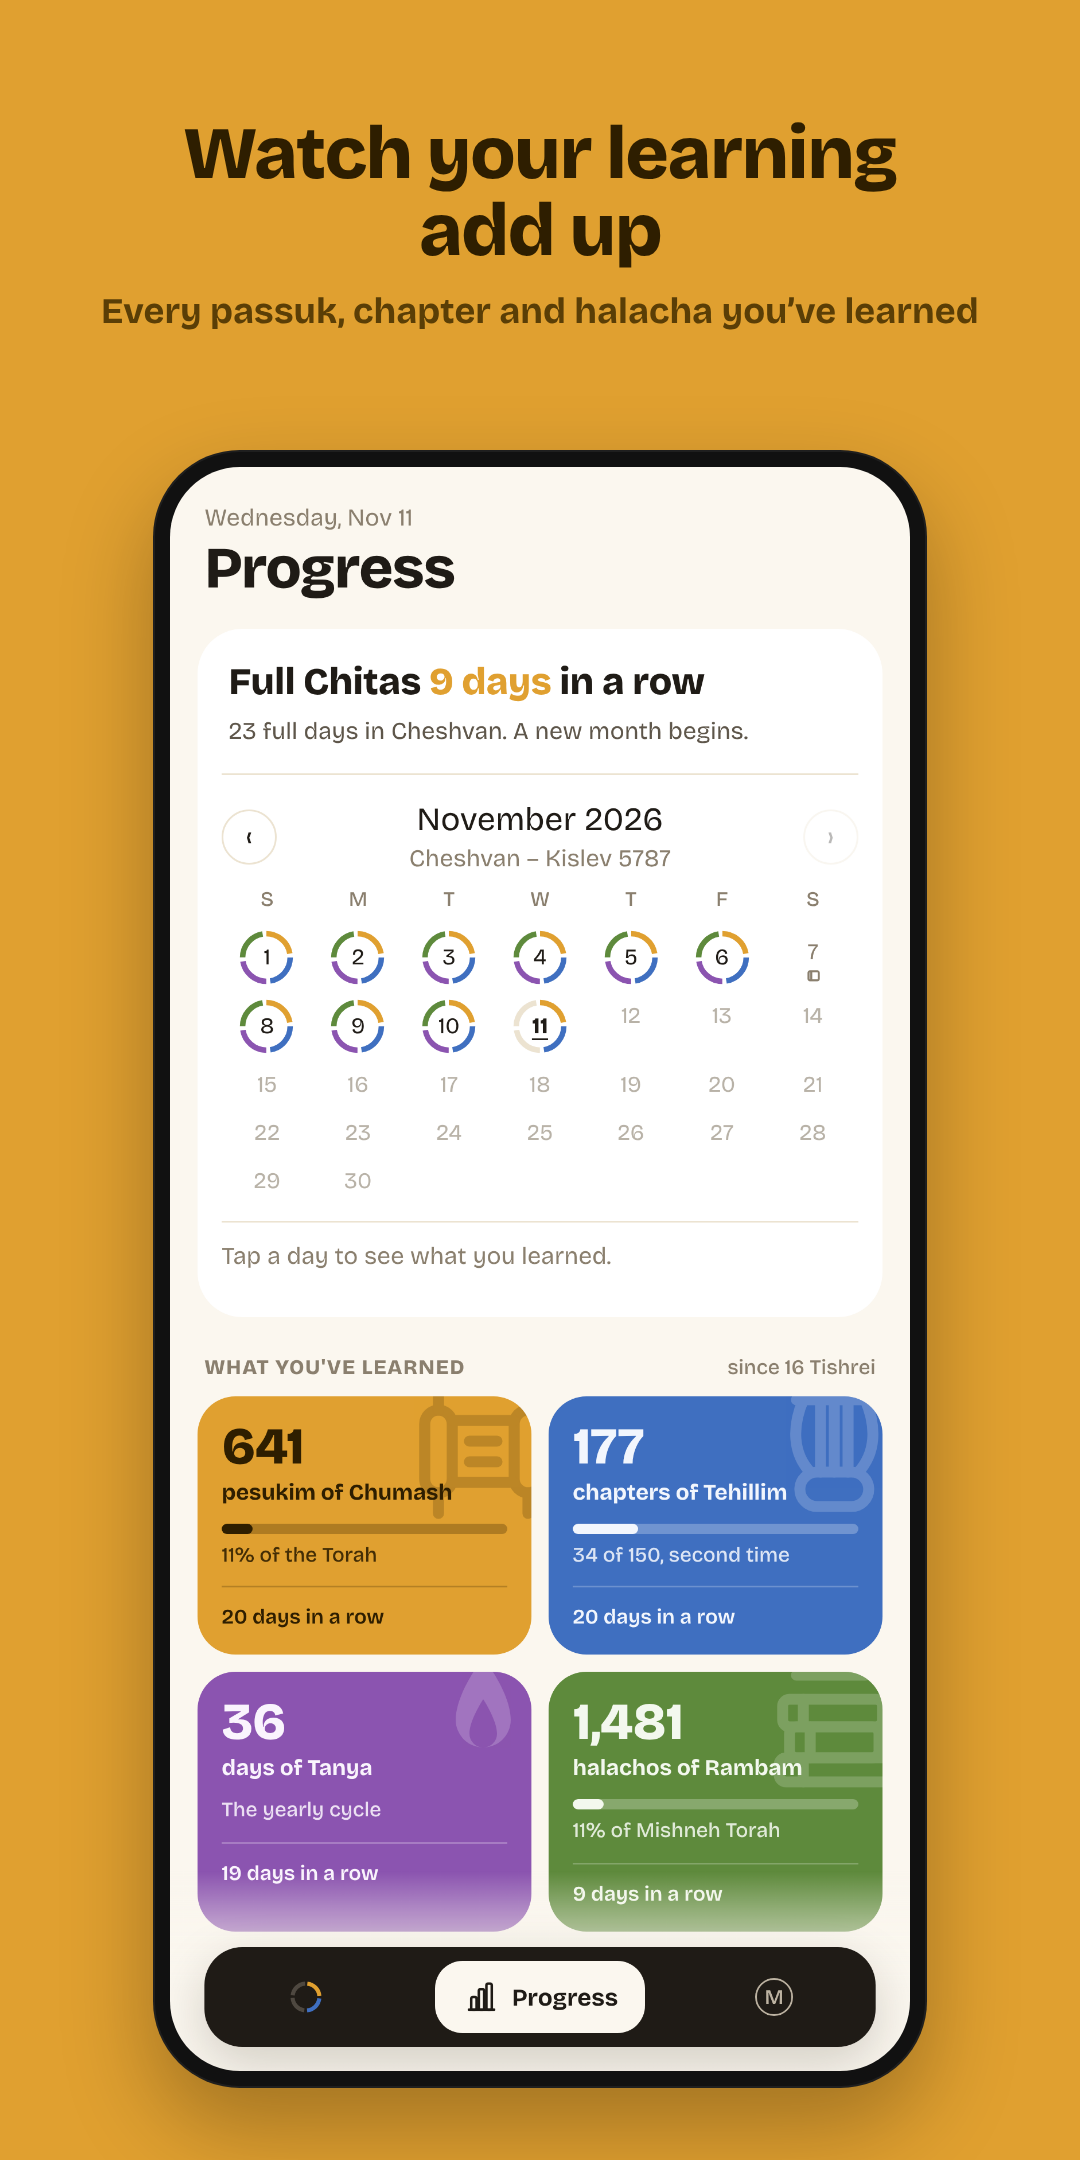 Watch your learning
add up
Every passuk, chapter and halacha you’ve learned
Wednesday, Nov 11
Progress
Full Chitas 9 days in a row
23 full days in Cheshvan. A new month begins.
‹ November 2026 ›
Cheshvan – Kislev 5787
S M T W T F S
1 2 3 4 5 6 7
8 9 10 11 12 13 14
15 16 17 18 19 20 21
22 23 24 25 26 27 28
29 30
Tap a day to see what you learned.
WHAT YOU'VE LEARNED since 16 Tishrei
641
pesukim of Chumash
11% of the Torah
20 days in a row
177
chapters of Tehillim
34 of 150, second time
20 days in a row
36
days of Tanya
The yearly cycle
19 days in a row
1,481
halachos of Rambam
11% of Mishneh Torah
9 days in a row
Progress M